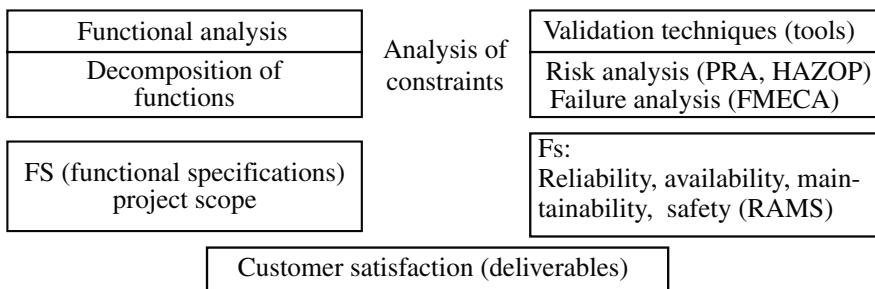 Functional analysis
Decomposition of
functions
Analysis of
constraints
Validation techniques (tools)
Risk analysis (PRA, HAZOP)
Failure analysis (FMECA)
FS (functional specifications)
project scope
Fs:
Reliability, availability, main-
tainability, safety (RAMS)
Customer satisfaction (deliverables)